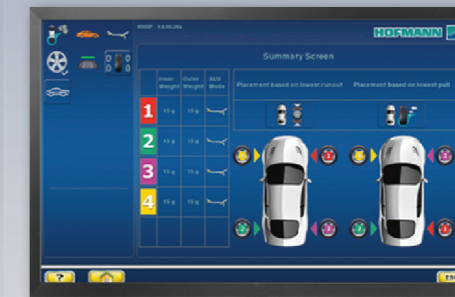 HOFMANN
Summary Screen
Inner Weight
Outer Weight
ALU Mode
Placement based on lowest runout
Placement based on lowest pull
1 15 g 15 g
2 15 g 15 g
3 15 g 15 g
4 15 g 15 g
?
ESC